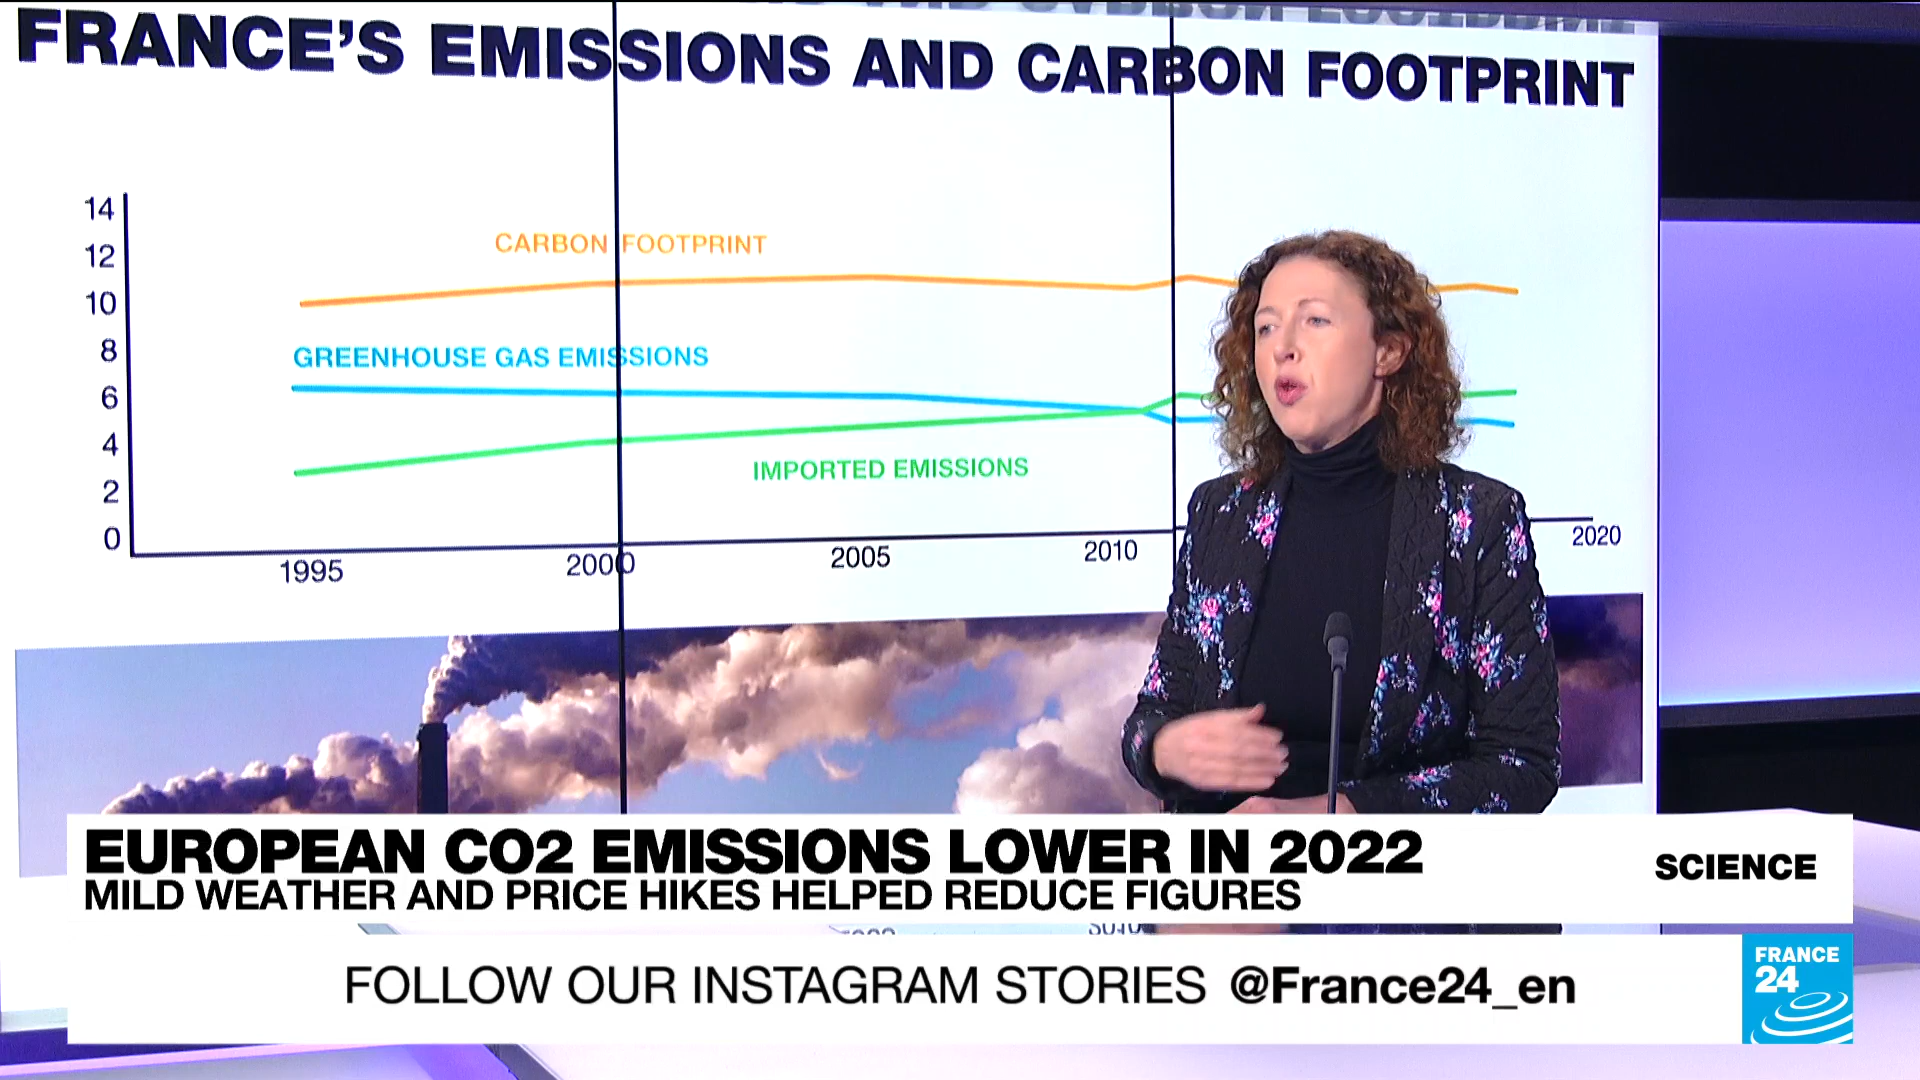 FRANCE'S EMISSIONS AND CARBON FOOTPRINT
14
12
10
8
6
4
2
0
CARBON FOOTPRINT
GREENHOUSE GAS EMISSIONS
IMPORTED EMISSIONS
1995
2000
2005
2010
2020
EUROPEAN CO2 EMISSIONS LOWER IN 2022
MILD WEATHER AND PRICE HIKES HELPED REDUCE FIGURES
SCIENCE
FOLLOW OUR INSTAGRAM STORIES @France24_en
FRANCE
24